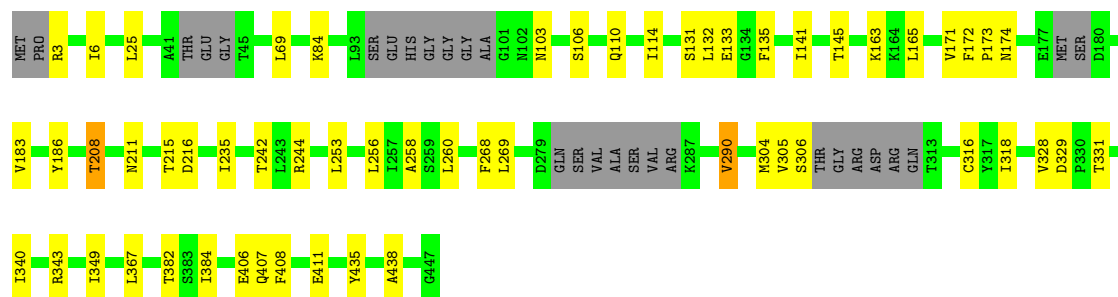 MET PRO R3 I6 L25 A41 THR GLU GLY T45 L69 K84 L93 SER GLU HIS GLY GLY GLY ALA G101 N102 N103 S106 Q110 I114 S131 L132 E133 G134 F135 I141 T145 K163 K164 L165 V171 F172 P173 N174 E177 MET SER D180
V183 Y186 T208 N211 T215 D216 I235 T242 L243 R244 L253 L256 I257 A258 S259 L260 F268 L269 D279 GLN SER VAL ALA SER VAL ARG K287 V290 M304 V305 S306 THR GLY ARG ASP ARG GLN T313 C316 Y317 I318 V328 D329 P330 T331
I340 R343 I349 L367 T382 S383 I384 E406 Q407 F408 E411 Y435 A438 G447